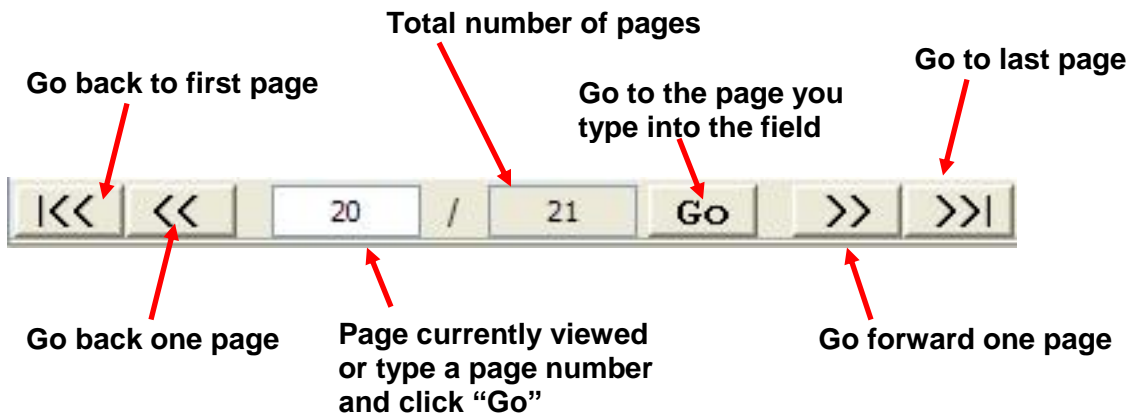 Total number of pages
Go to last page
Go back to first page
Go to the page you
type into the field
|<< << 20 / 21 Go >> >>|
Go back one page
Page currently viewed
or type a page number
and click “Go”
Go forward one page